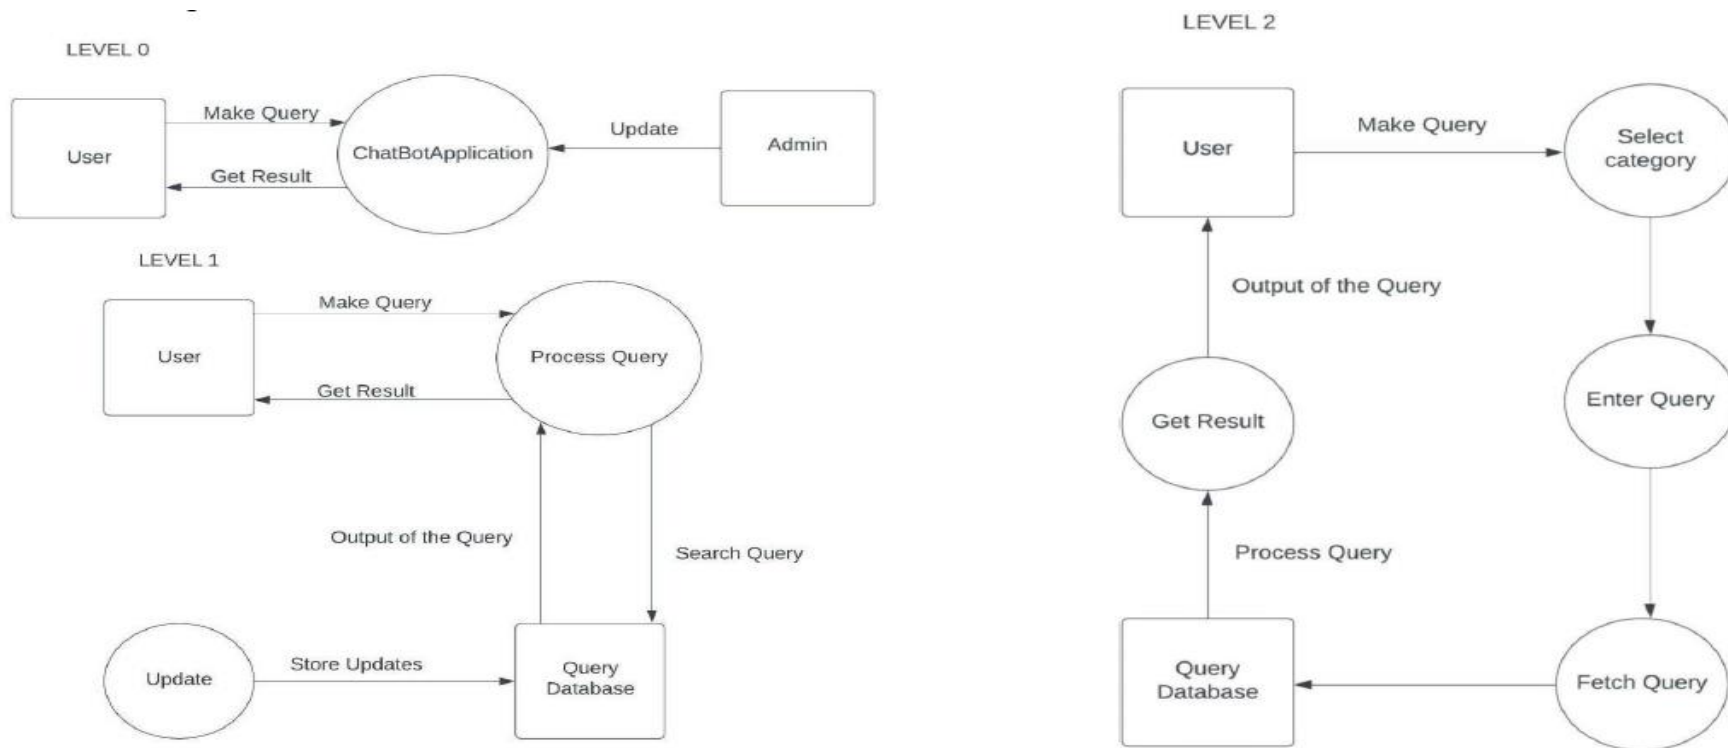 LEVEL 0
User
Make Query
Get Result
ChatBotApplication
Update
Admin
LEVEL 1
User
Make Query
Get Result
Process Query
Output of the Query
Search Query
Update
Store Updates
Query
Database
LEVEL 2
User
Make Query
Select
category
Output of the Query
Enter Query
Get Result
Process Query
Query
Database
Fetch Query